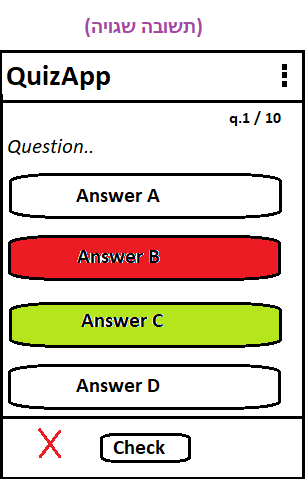 (תשובה שגויה)
QuizApp
q.1 / 10
Question..
Answer A
Answer B
Answer C
Answer D
Check